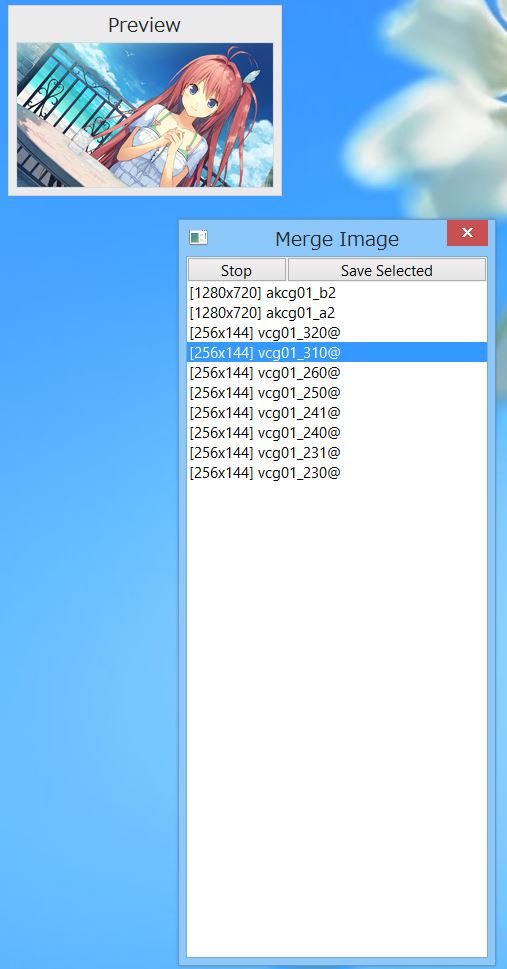 Preview
Merge Image
Stop Save Selected
[1280x720] akcg01_b2
[1280x720] akcg01_a2
[256x144] vcg01_320@
[256x144] vcg01_310@
[256x144] vcg01_260@
[256x144] vcg01_250@
[256x144] vcg01_241@
[256x144] vcg01_240@
[256x144] vcg01_231@
[256x144] vcg01_230@